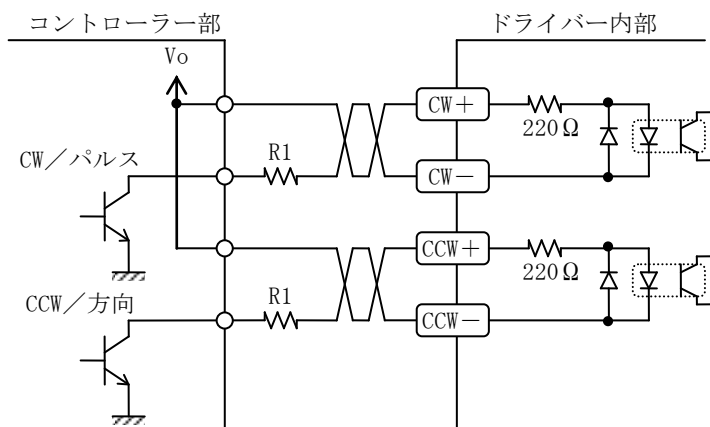 コントローラー部
ドライバー内部
Vo
CW+
220Ω
CW/パルス
R1
CW-
CCW+
220Ω
CCW/方向
R1
CCW-